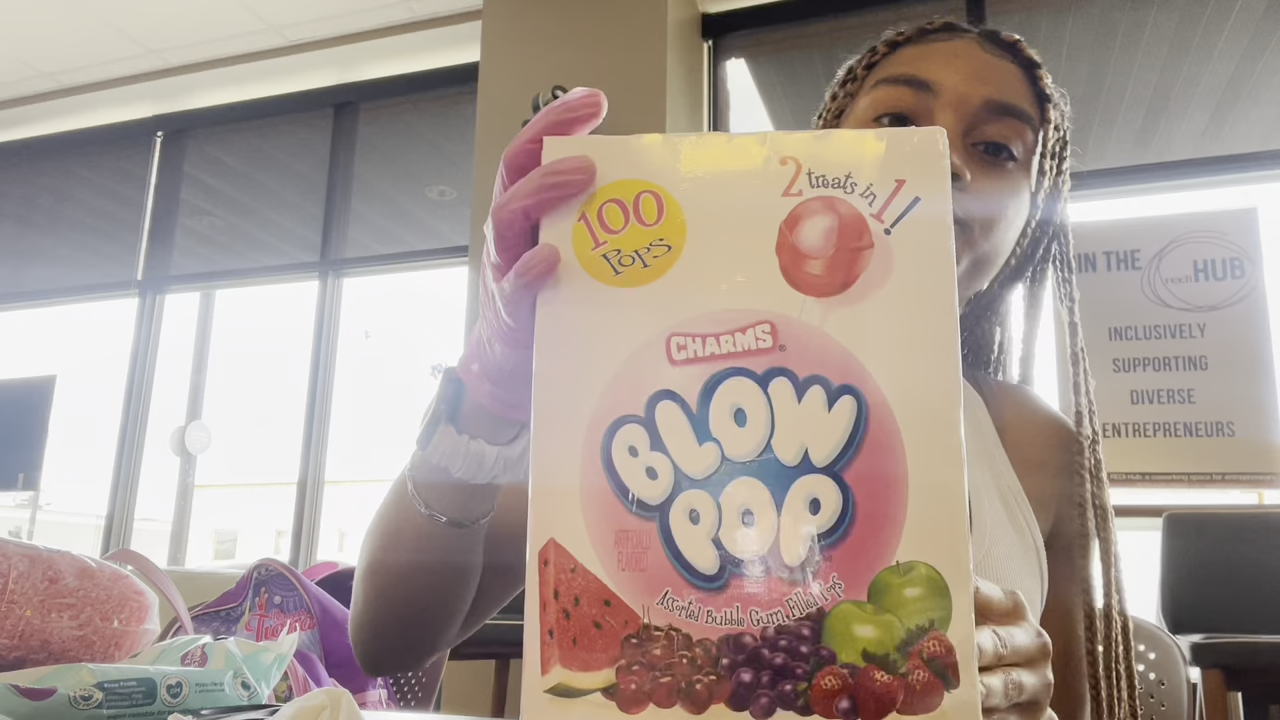 100
POPS
2 treats in 1!
CHARMS
BLOW
POP
ARTIFICIALLY
FLAVORED
Assorted Bubble Gum Filled Pops
IN THE
HUB
INCLUSIVELY
SUPPORTING
DIVERSE
ENTREPRENEURS